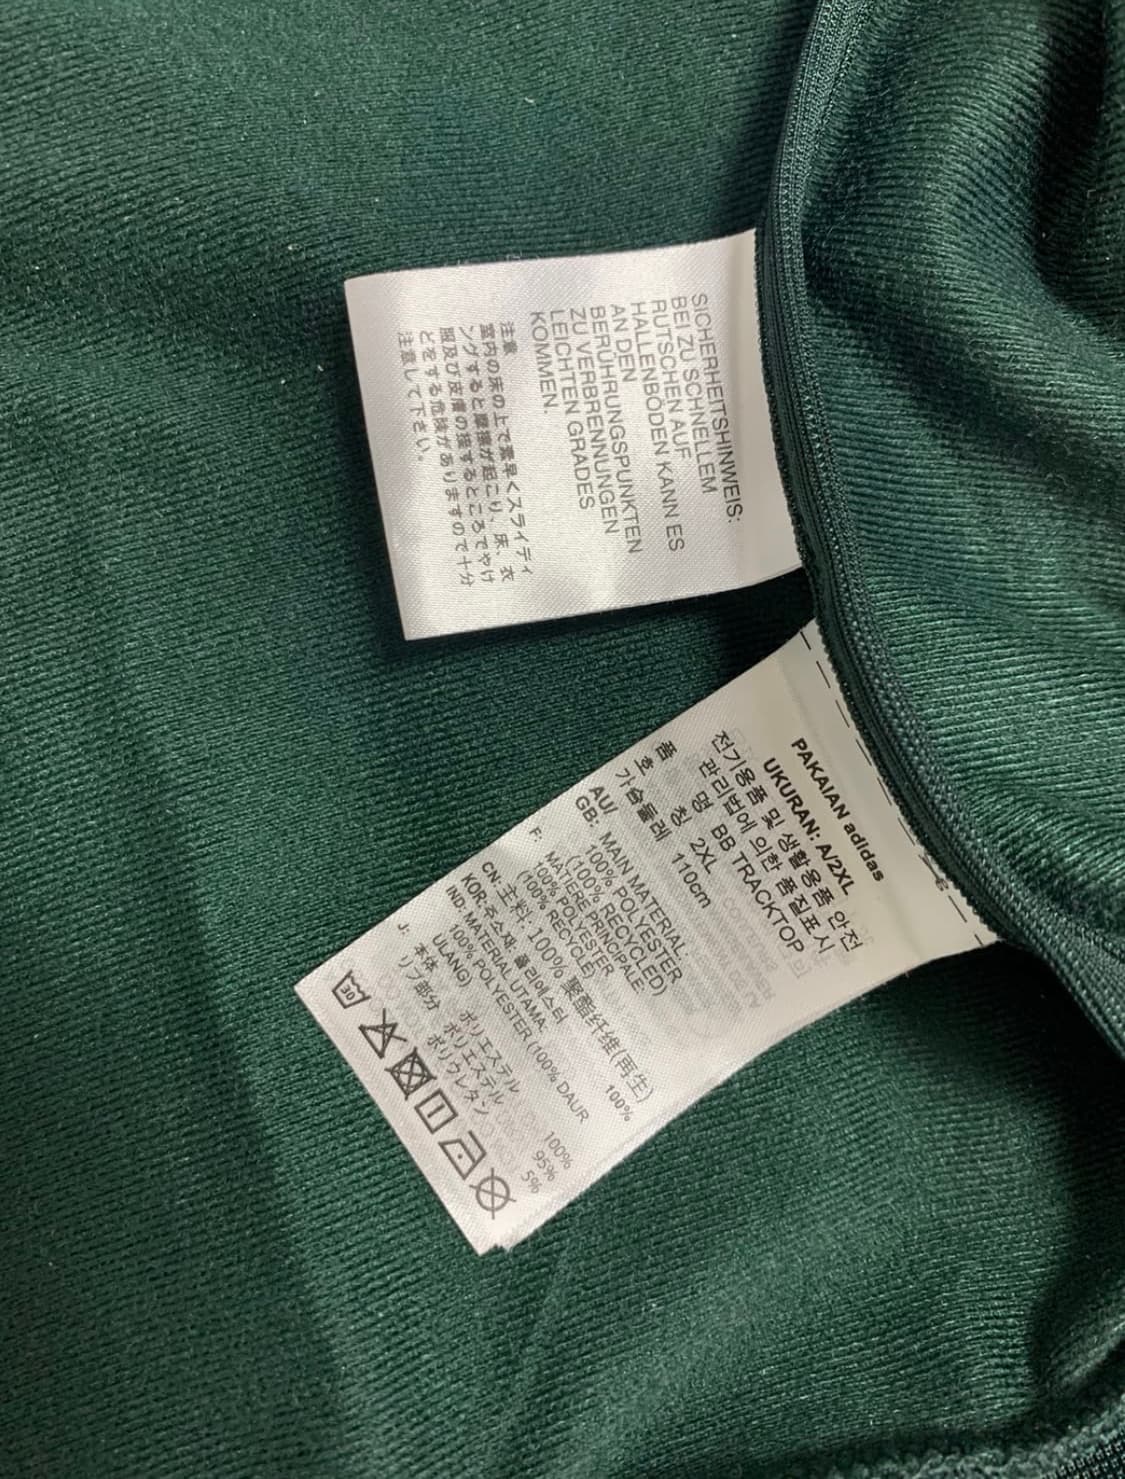 SICHERHEITSHINWEIS:
BEI ZU SCHNELLEM
RUTSCHEN AUF
HALLENBODEN KANN ES
AN DEN
BERÜHRUNGSPUNKTEN
ZU VERBRENNUNGEN
LEICHTEN GRADES
KOMMEN.
注意
室内の床の上で素早くスライディ
ングすると摩擦が起こり、床、衣
服及び皮膚の接するところでやけ
どをする危険がありますので十分
注意して下さい。
PAKAIAN adidas
UKURAN: A/2XL
전기용품 및 생활용품 안전
관리법에 의한 품질표시
품 명 BB TRACKTOP
호 칭 2XL
가슴둘레 110cm
AU/
GB: MAIN MATERIAL:
100% POLYESTER
(100% RECYCLED)
F: MATIERE PRINCIPALE
100% POLYESTER
(100% RECYCLE)
CN: 主料: 100% 聚酯纤维(再生)
KOR:주소재: 폴리에스터 100%
IND: MATERIAL UTAMA:
100% POLYESTER (100% DAUR
ULANG)
J: 本体 ポリエステル 100%
リブ部分 ポリエステル 95%
ポリウレタン 5%
30